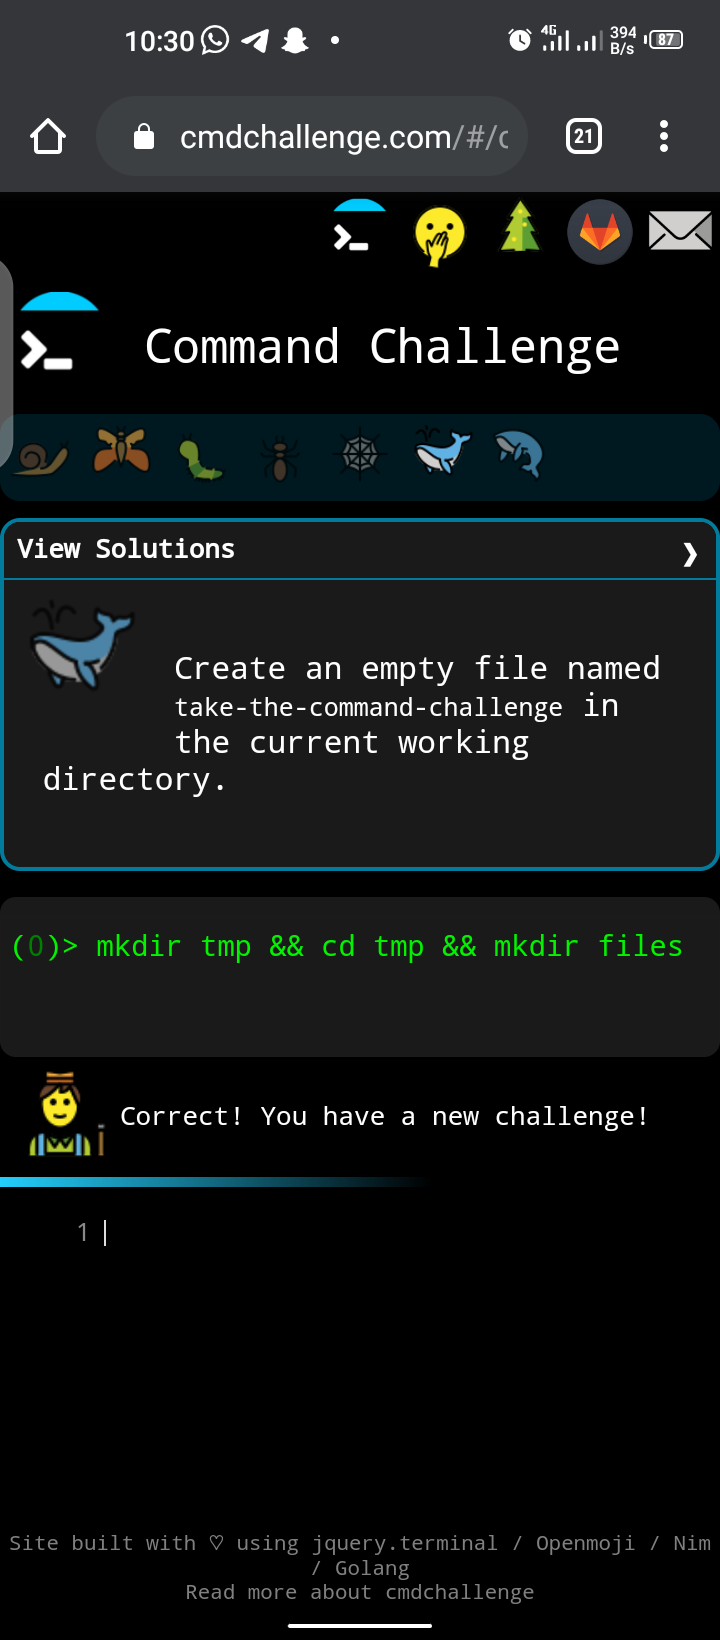 10:30 4G 394 B/s 87
cmdchallenge.com/#/c 21
Command Challenge
View Solutions
Create an empty file named
take-the-command-challenge in
the current working
directory.
(0)> mkdir tmp && cd tmp && mkdir files
Correct! You have a new challenge!
1
Site built with ♡ using jquery.terminal / Openmoji / Nim
/ Golang
Read more about cmdchallenge